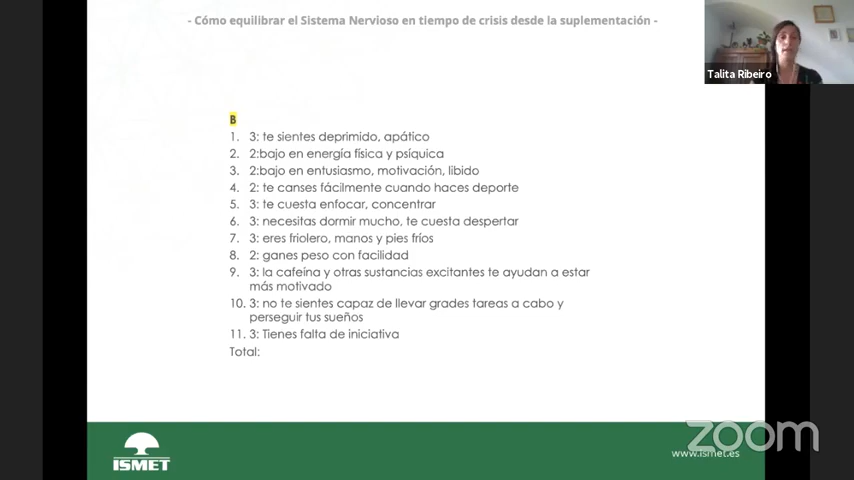 - Cómo equilibrar el Sistema Nervioso en tiempo de crisis desde la suplementación -
Talita Ribeiro
B
1. 3: te sientes deprimido, apático
2. 2:bajo en energía física y psíquica
3. 2:bajo en entusiasmo, motivación, libido
4. 2: te canses fácilmente cuando haces deporte
5. 3: te cuesta enfocar, concentrar
6. 3: necesitas dormir mucho, te cuesta despertar
7. 3: eres friolero, manos y pies fríos
8. 2: ganes peso con facilidad
9. 3: la cafeína y otras sustancias excitantes te ayudan a estar
más motivado
10. 3: no te sientes capaz de llevar grades tareas a cabo y
perseguir tus sueños
11. 3: Tienes falta de iniciativa
Total:
zoom
www.ismet.es
ISMET